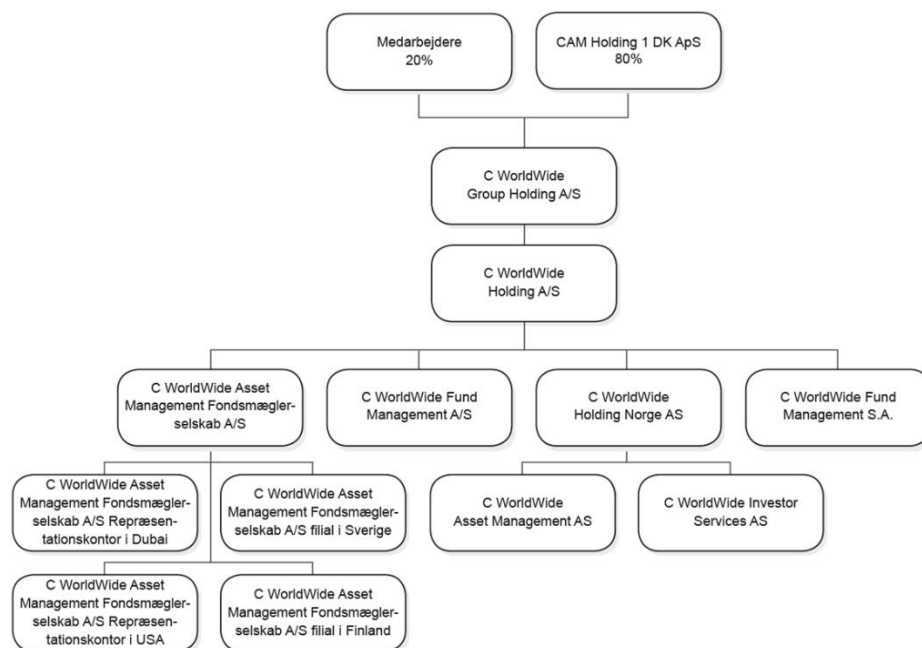 Medarbejdere
20%
CAM Holding 1 DK ApS
80%
C WorldWide
Group Holding A/S
C WorldWide
Holding A/S
C WorldWide Asset
Management Fondsmægler-
selskab A/S
C WorldWide Fund
Management A/S
C WorldWide
Holding Norge AS
C WorldWide Fund
Management S.A.
C WorldWide Asset
Management Fondsmægler-
selskab A/S Repræsen-
tationskontor i Dubai
C WorldWide Asset
Management Fondsmægler-
selskab A/S filial i Sverige
C WorldWide
Asset Management AS
C WorldWide Investor
Services AS
C WorldWide Asset
Management Fondsmægler-
selskab A/S Repræsen-
tationskontor i USA
C WorldWide Asset
Management Fondsmægler-
selskab A/S filial i Finland